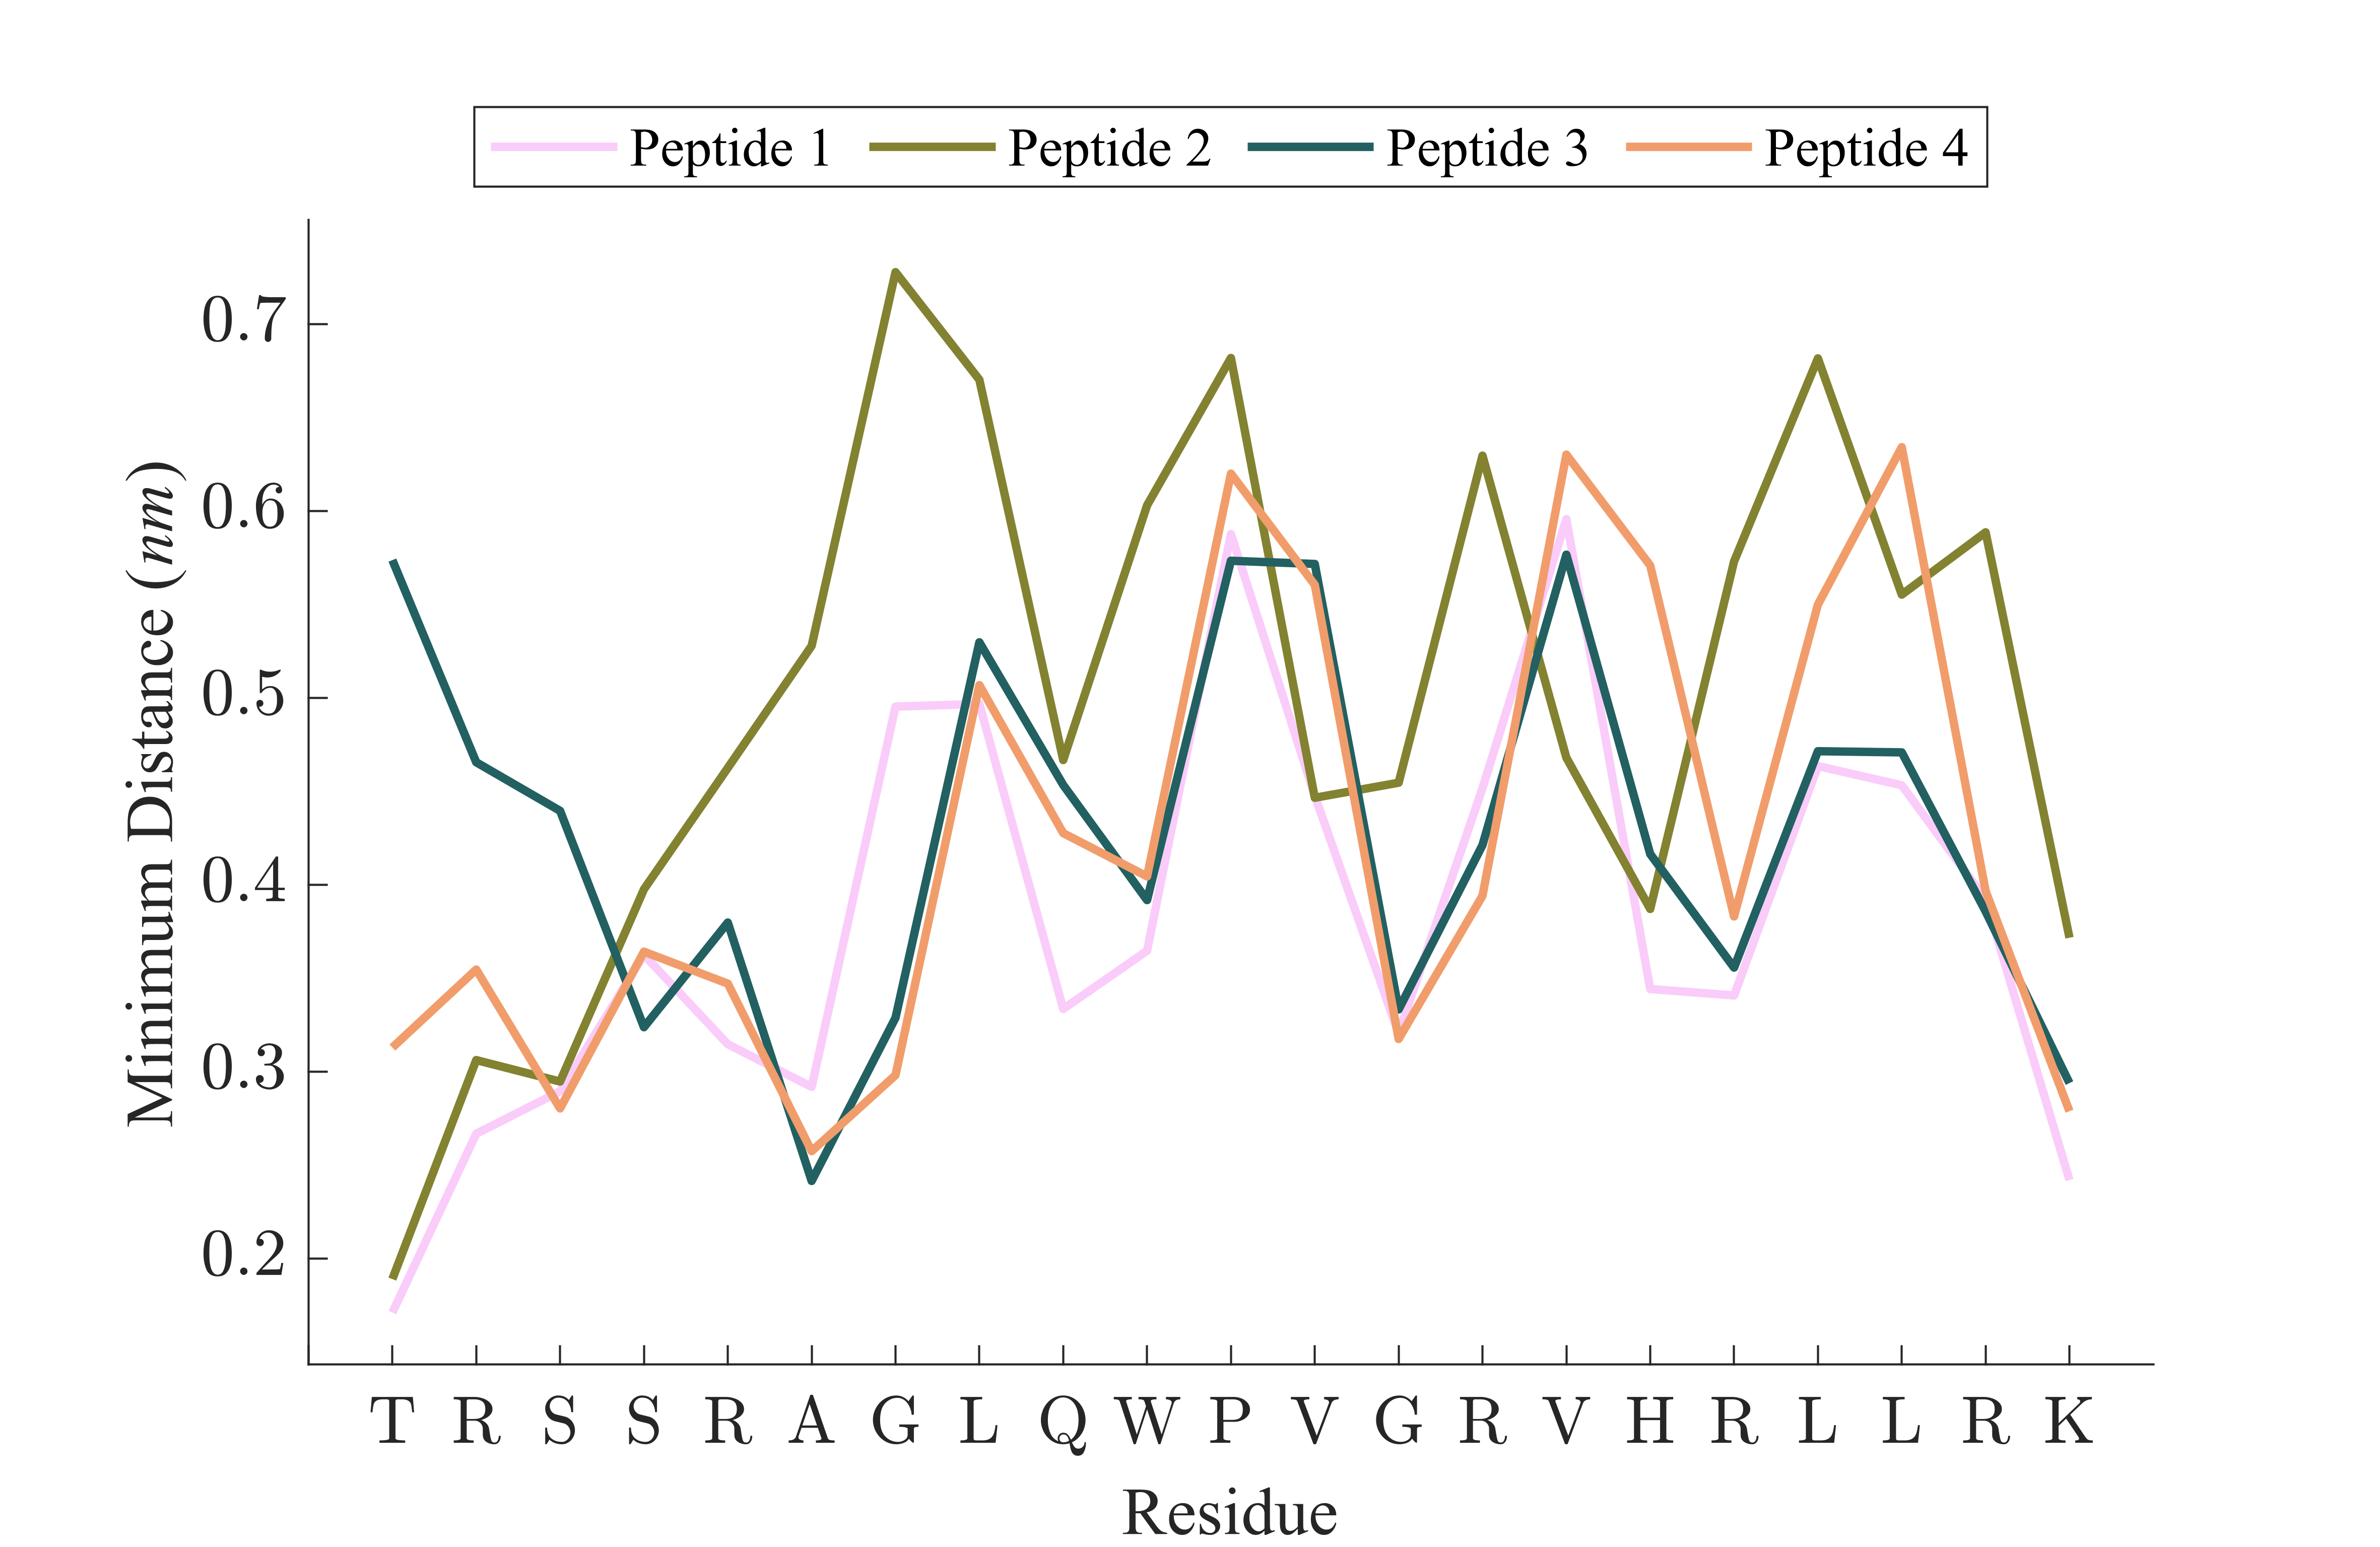 Peptide 1 Peptide 2 Peptide 3 Peptide 4
Minimum Distance (nm)
0.7
0.6
0.5
0.4
0.3
0.2
T R S S R A G L Q W P V G R V H R L L R K
Residue